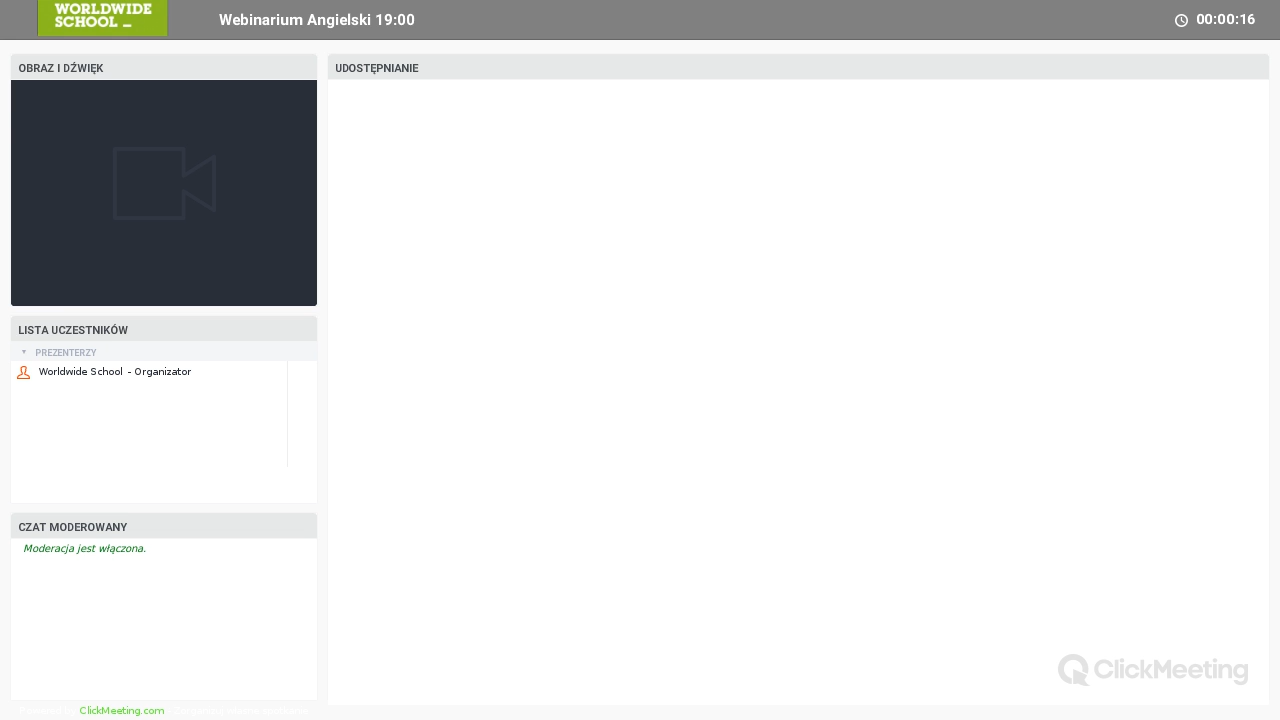 WORLDWIDE
SCHOOL
Webinarium Angielski 19:00
00:00:16
OBRAZ I DŹWIĘK
UDOSTĘPNIANIE
LISTA UCZESTNIKÓW
PREZENTERZY
Worldwide School - Organizator
CZAT MODEROWANY
Moderacja jest włączona.
ClickMeeting
ClickMeeting.com